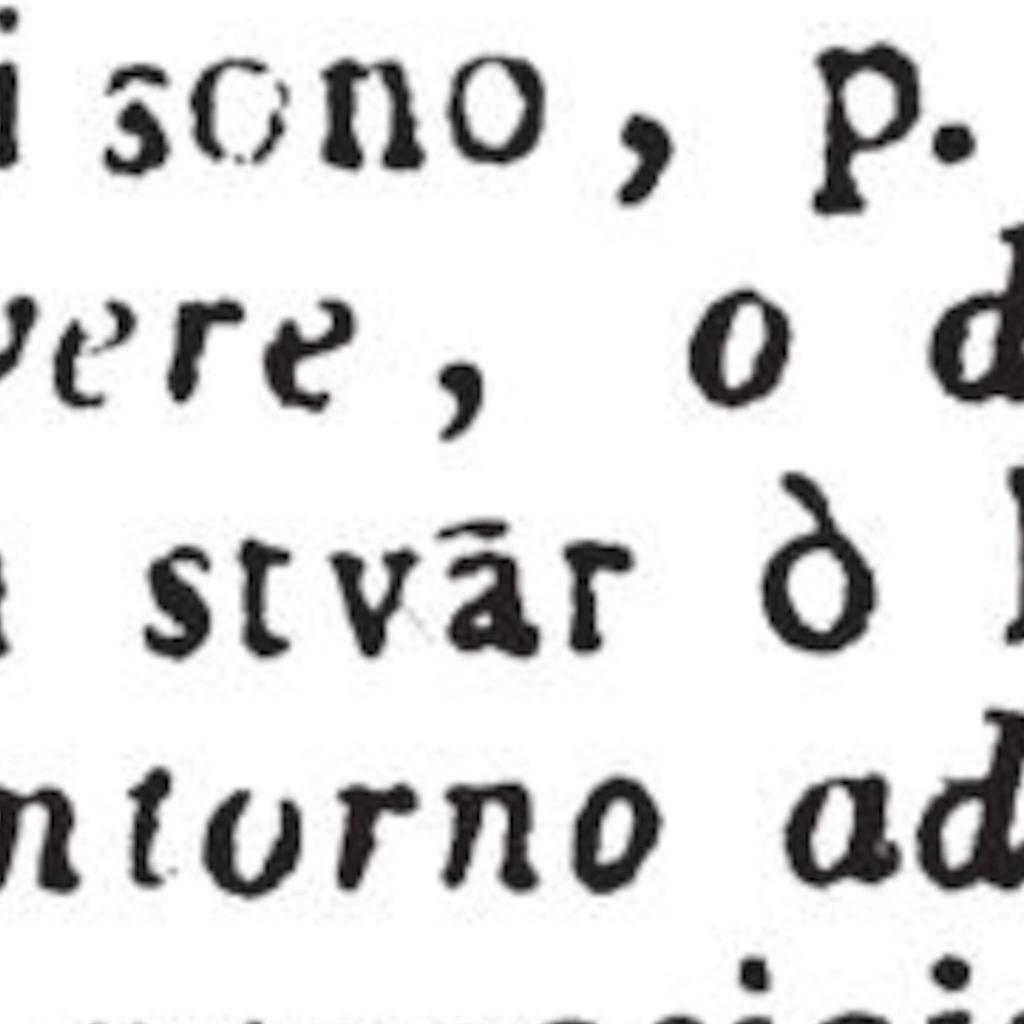 i sono, p.
vere, o d
stvār ò
ntorno ad